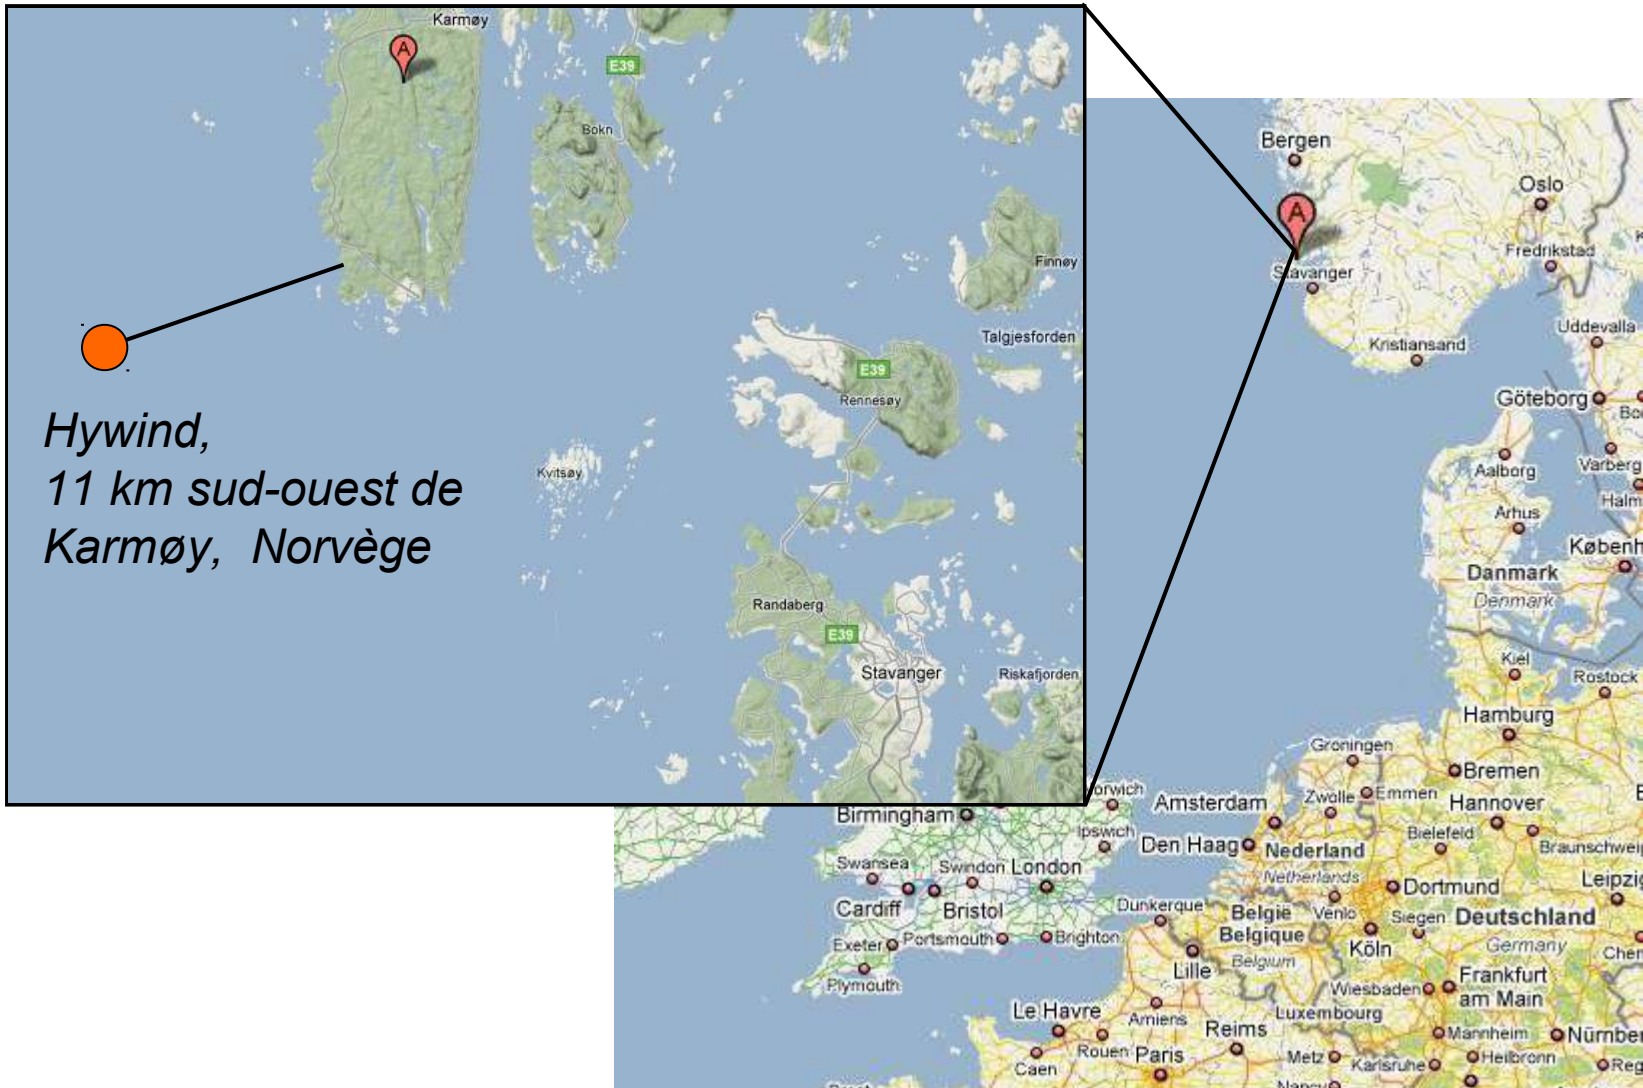 Karmøy
A
E39
Bokn
Finnøy
Talgjesforden
E39
Rennesøy
Hywind,
11 km sud-ouest de
Karmøy, Norvège
Kvitsøy
Randaberg
E39
Stavanger
Riskafjorden
Bergen
Oslo
A
Fredrikstad
Stavanger
Uddevalla
Kristiansand
Göteborg
Varberg
Aalborg
Århus
Danmark
Denmark
Kiel
Rostock
Hamburg
Groningen
Bremen
Amsterdam
Zwolle
Emmen
Hannover
Birmingham
Ipswich
Den Haag
Nederland
Netherlands
Bielefeld
Swansea
Swindon
London
Dortmund
Cardiff
Bristol
Dunkerque
België
Belgique
Belgium
Venlo
Siegen
Deutschland
Germany
Exeter
Portsmouth
Brighton
Köln
Lille
Plymouth
Wiesbaden
Frankfurt
am Main
Le Havre
Amiens
Reims
Luxembourg
Mannheim
Rouen
Paris
Caen
Metz
Karlsruhe
Heilbronn